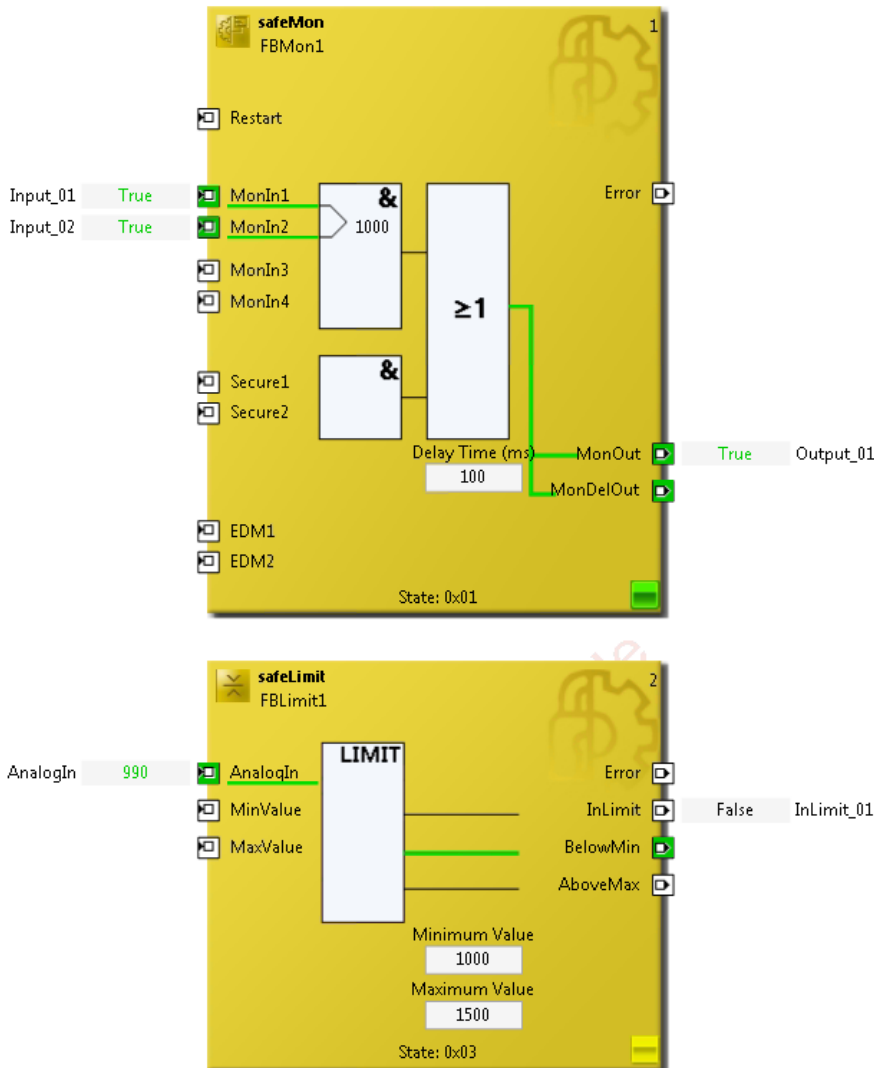 safeMon
1
FBMon1
Restart
Input_01 True MonIn1 & Error
Input_02 True MonIn2 1000
MonIn3
MonIn4 ≥1
&
Secure1
Secure2
Delay Time (ms) MonOut True Output_01
100
MonDelOut
EDM1
EDM2
State: 0x01
safeLimit
2
FBLimit1
LIMIT
AnalogIn 990 AnalogIn Error
MinValue InLimit False InLimit_01
MaxValue BelowMin
AboveMax
Minimum Value
1000
Maximum Value
1500
State: 0x03